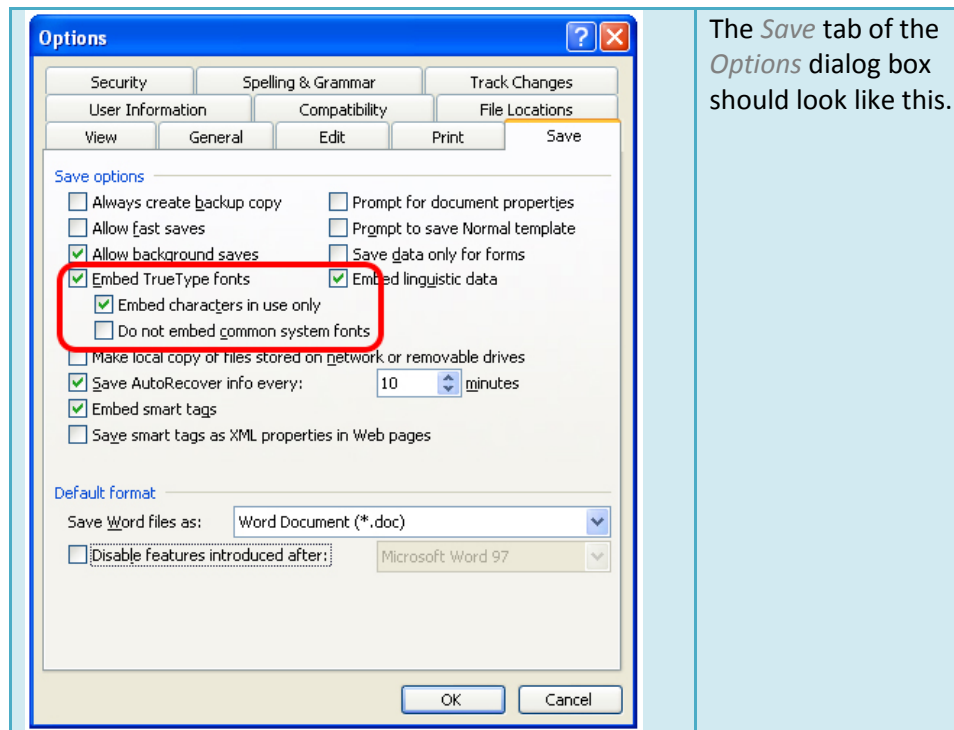 Options
Security Spelling & Grammar Track Changes
User Information Compatibility File Locations
View General Edit Print Save
Save options
Always create backup copy Prompt for document properties
Allow fast saves Prompt to save Normal template
Allow background saves Save data only for forms
Embed TrueType fonts Embed linguistic data
Embed characters in use only
Do not embed common system fonts
Make local copy of files stored on network or removable drives
Save AutoRecover info every: 10 minutes
Embed smart tags
Save smart tags as XML properties in Web pages
Default format
Save Word files as: Word Document (*.doc)
Disable features introduced after: Microsoft Word 97
OK Cancel
The Save tab of the
Options dialog box
should look like this.